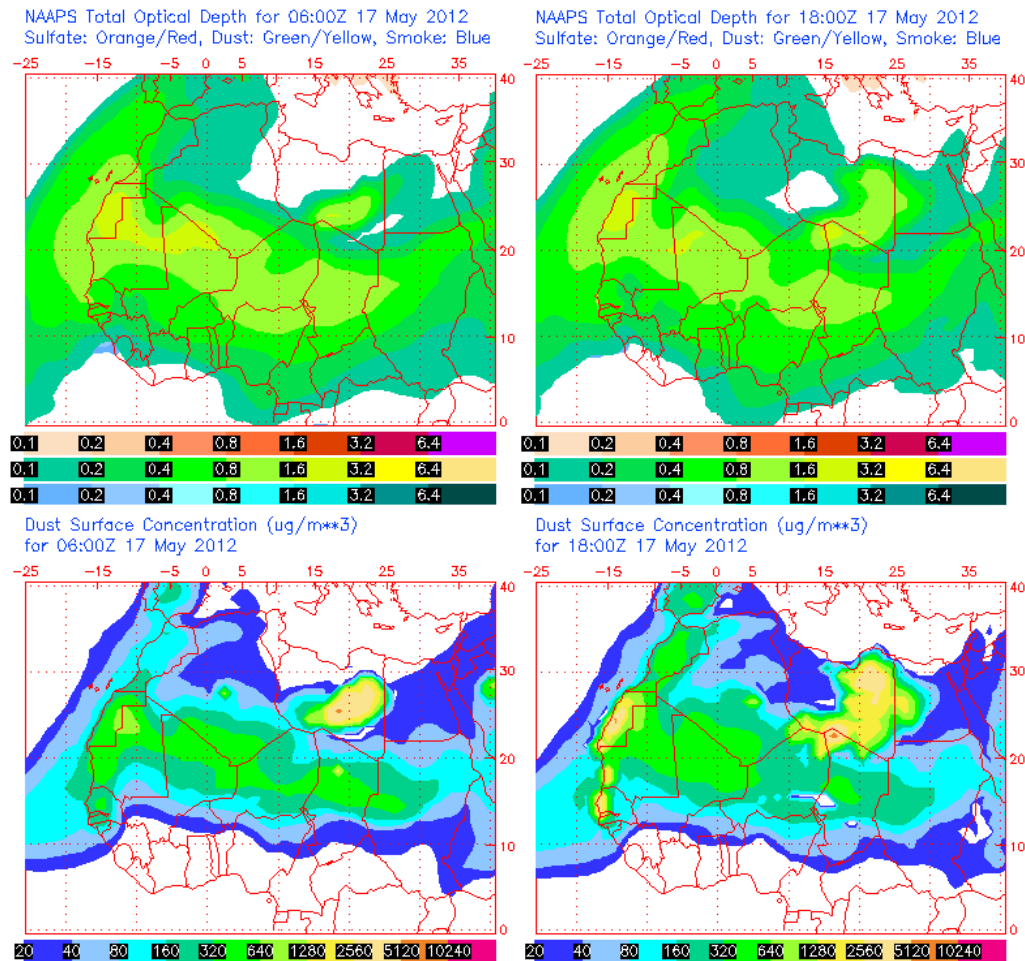 NAAPS Total Optical Depth for 06:00Z 17 May 2012
Sulfate: Orange/Red, Dust: Green/Yellow, Smoke: Blue
-25 -15 -5 0 5 15 25 35 40
40
30
20
10
0
0.1 0.2 0.4 0.8 1.6 3.2 6.4
0.1 0.2 0.4 0.8 1.6 3.2 6.4
0.1 0.2 0.4 0.8 1.6 3.2 6.4
NAAPS Total Optical Depth for 18:00Z 17 May 2012
Sulfate: Orange/Red, Dust: Green/Yellow, Smoke: Blue
-25 -15 -5 0 5 15 25 35 40
40
30
20
10
0
0.1 0.2 0.4 0.8 1.6 3.2 6.4
0.1 0.2 0.4 0.8 1.6 3.2 6.4
0.1 0.2 0.4 0.8 1.6 3.2 6.4
Dust Surface Concentration (ug/m**3)
for 06:00Z 17 May 2012
-25 -15 -5 0 5 15 25 35 40
40
30
20
10
0
20 40 80 160 320 640 1280 2560 5120 10240
Dust Surface Concentration (ug/m**3)
for 18:00Z 17 May 2012
-25 -15 -5 0 5 15 25 35 40
40
30
20
10
0
20 40 80 160 320 640 1280 2560 5120 10240